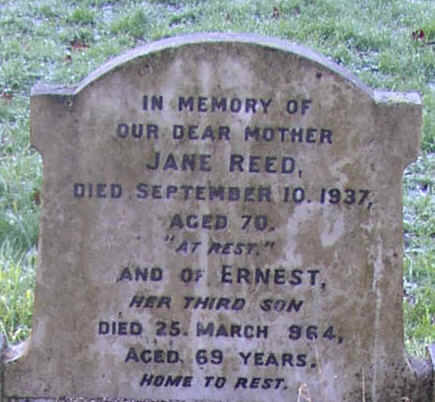 IN MEMORY OF
OUR DEAR MOTHER
JANE REED,
DIED SEPTEMBER 10. 1937,
AGED 70.
"AT REST."
AND OF ERNEST,
HER THIRD SON
DIED 25. MARCH 964,
AGED 69 YEARS.
HOME TO REST.